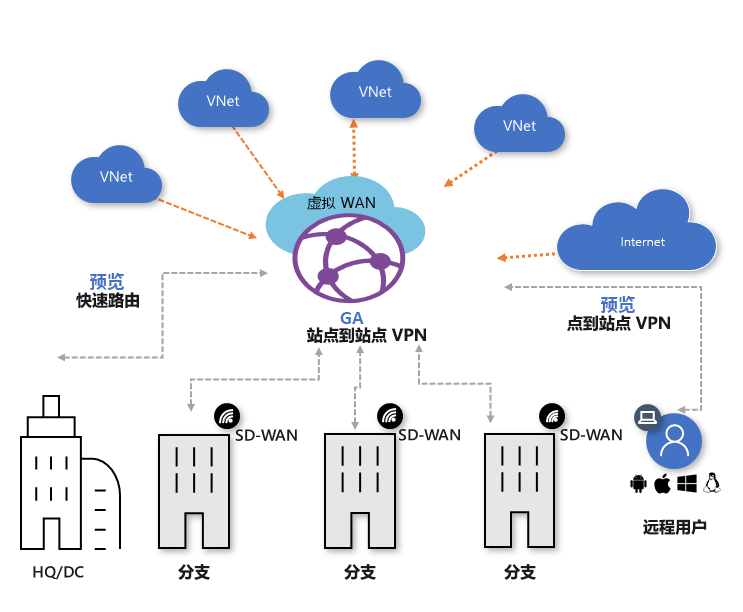 VNet
VNet
VNet
VNet
虚拟 WAN
Internet
预览
快速路由
GA
站点到站点 VPN
预览
点到站点 VPN
SD-WAN
SD-WAN
SD-WAN
HQ/DC
分支
分支
分支
远程用户